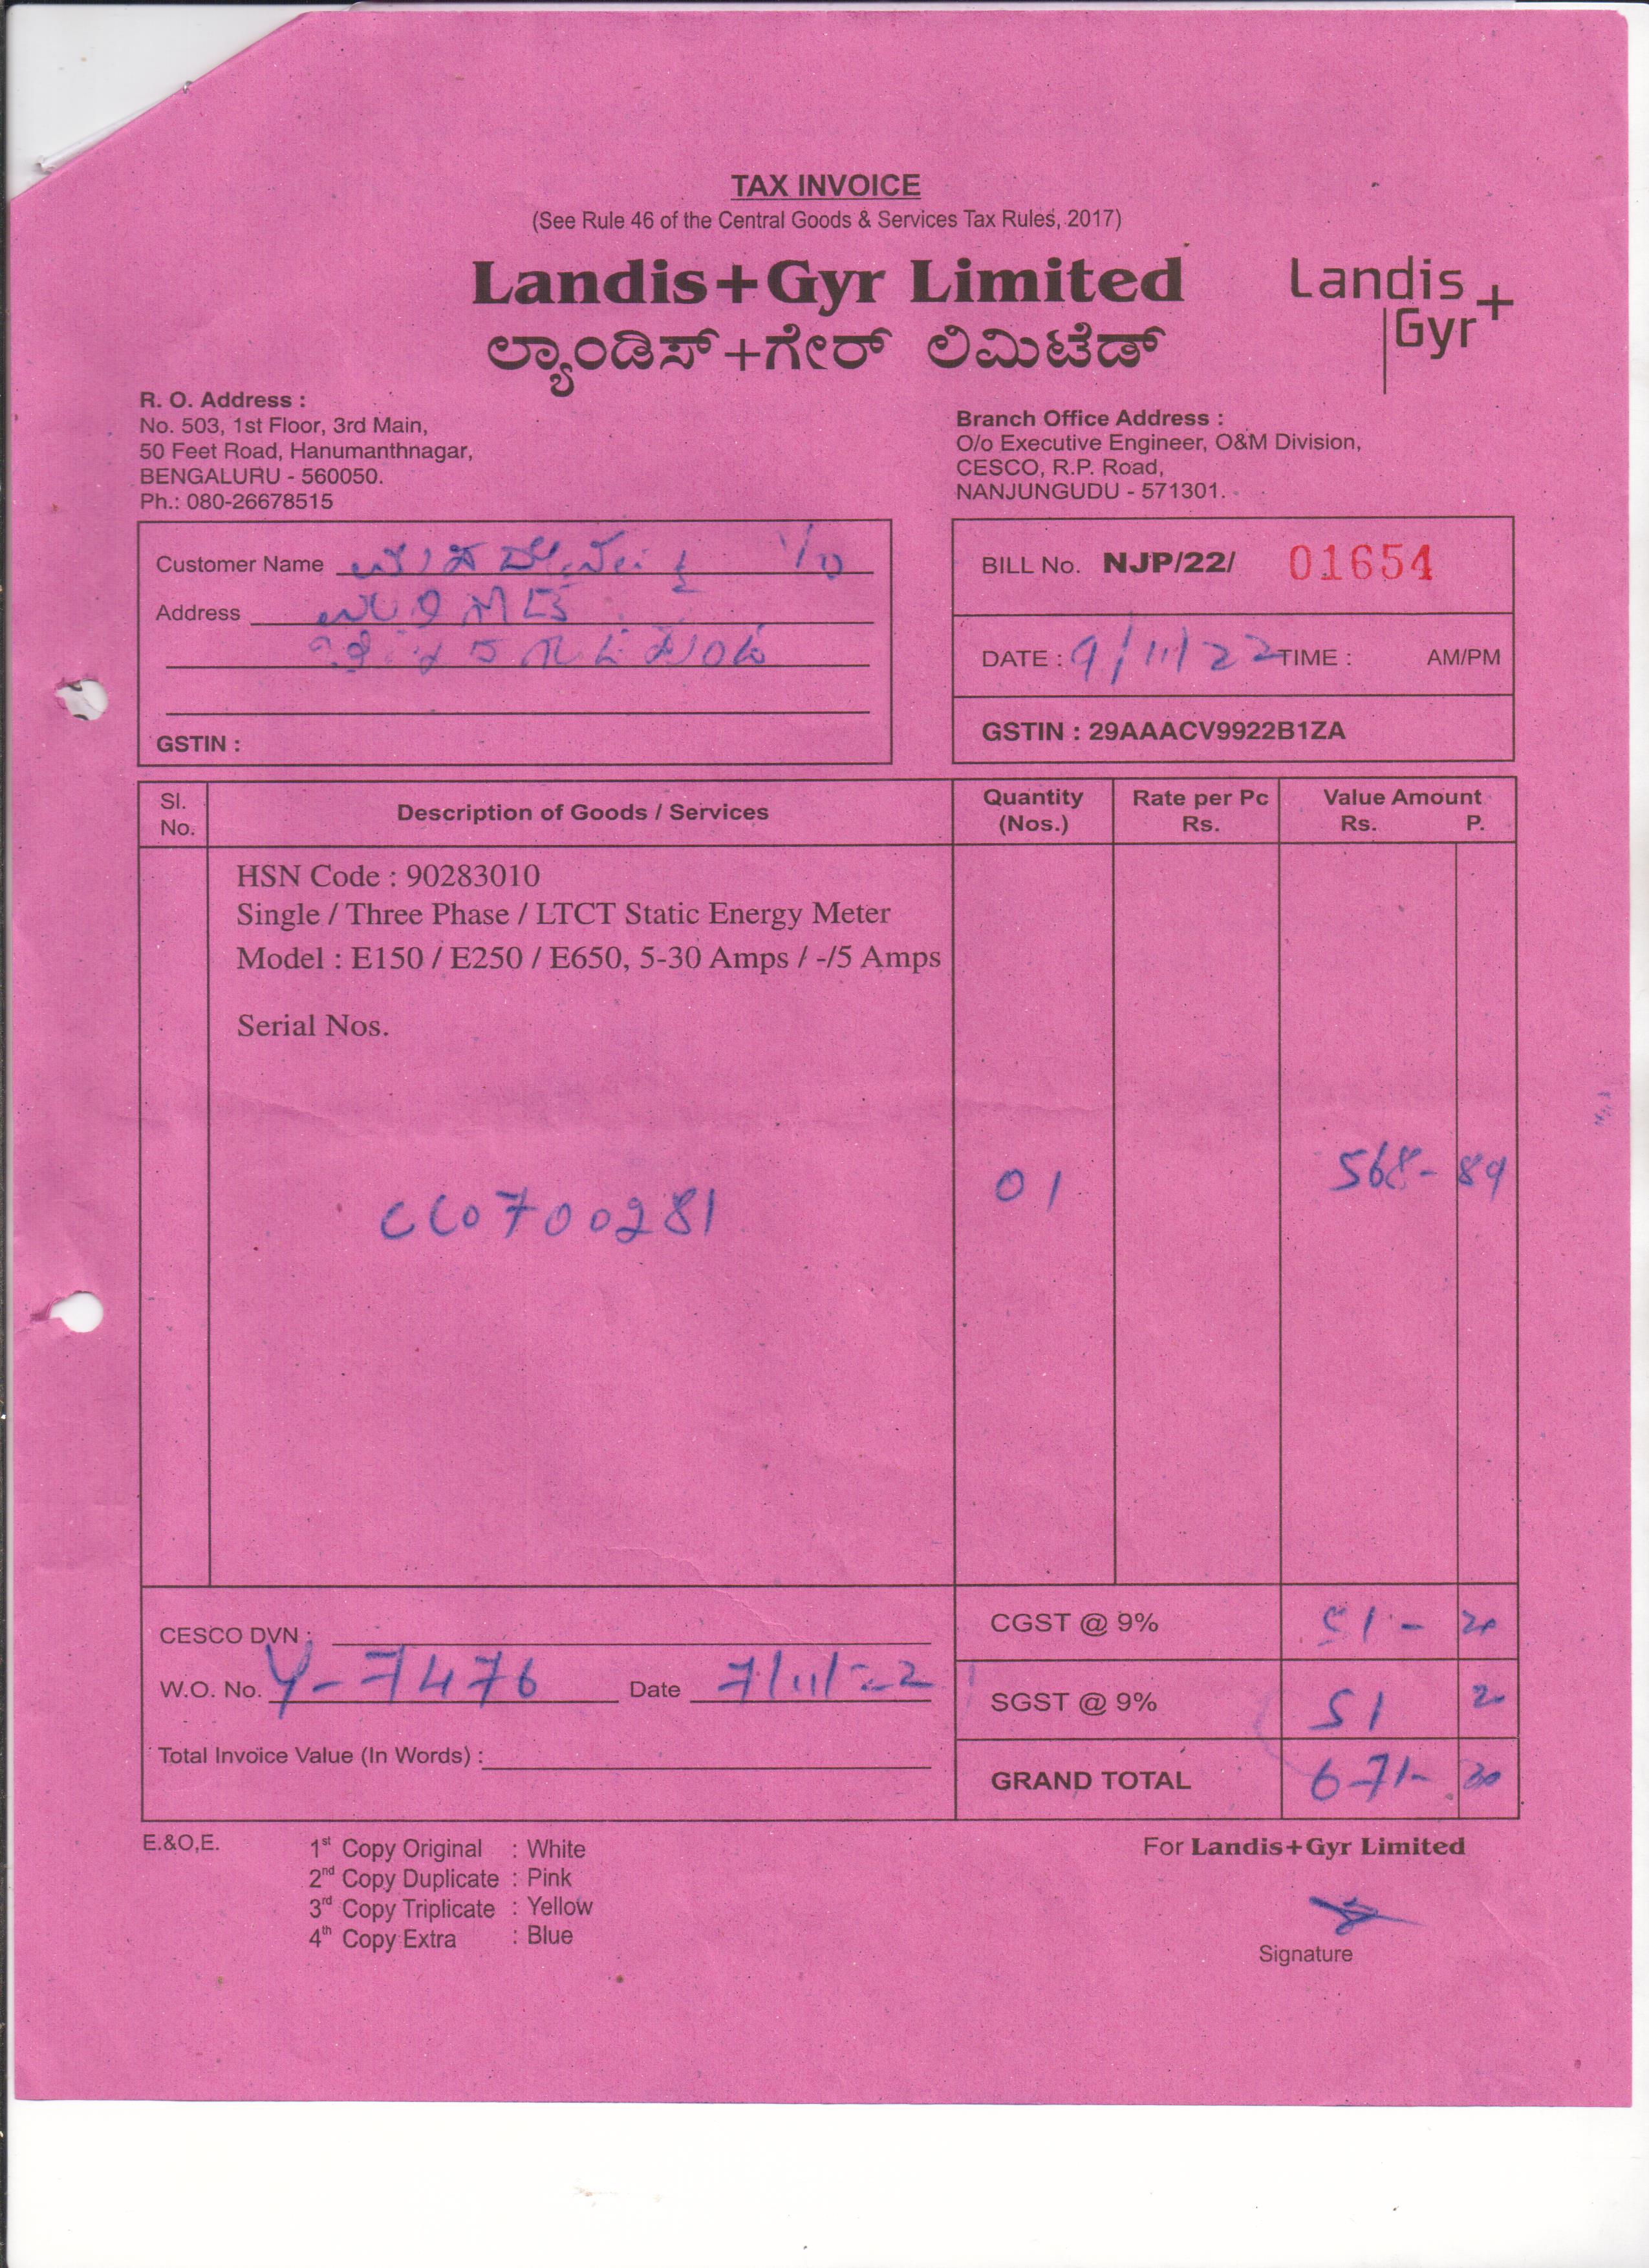 TAX INVOICE
(See Rule 46 of the Central Goods & Services Tax Rules, 2017)
Landis+Gyr Limited
ಲ್ಯಾಂಡಿಸ್+ಗೇರ್ ಲಿಮಿಟೆಡ್
Landis+
Gyr
R. O. Address :
No. 503, 1st Floor, 3rd Main,
50 Feet Road, Hanumanthnagar,
BENGALURU - 560050.
Ph.: 080-26678515
Branch Office Address :
O/o Executive Engineer, O&M Division,
CESCO, R.P. Road,
NANJUNGUDU - 571301.
Customer Name
Address
GSTIN :
BILL No. NJP/22/ 01654
DATE : 9/11/22 TIME : AM/PM
GSTIN : 29AAACV9922B1ZA
Sl. No. Description of Goods / Services Quantity (Nos.) Rate per Pc Rs. Value Amount Rs. P.
HSN Code : 90283010
Single / Three Phase / LTCT Static Energy Meter
Model : E150 / E250 / E650, 5-30 Amps / -/5 Amps
Serial Nos.
CC0700281 01 568- 89
CESCO DVN :
W.O. No. Y-7476 Date 7/11/22
Total Invoice Value (In Words) :
CGST @ 9% 51- 20
SGST @ 9% 51 20
GRAND TOTAL 671- 30
E.&O,E.
1st Copy Original : White
2nd Copy Duplicate : Pink
3rd Copy Triplicate : Yellow
4th Copy Extra : Blue
For Landis+Gyr Limited
Signature